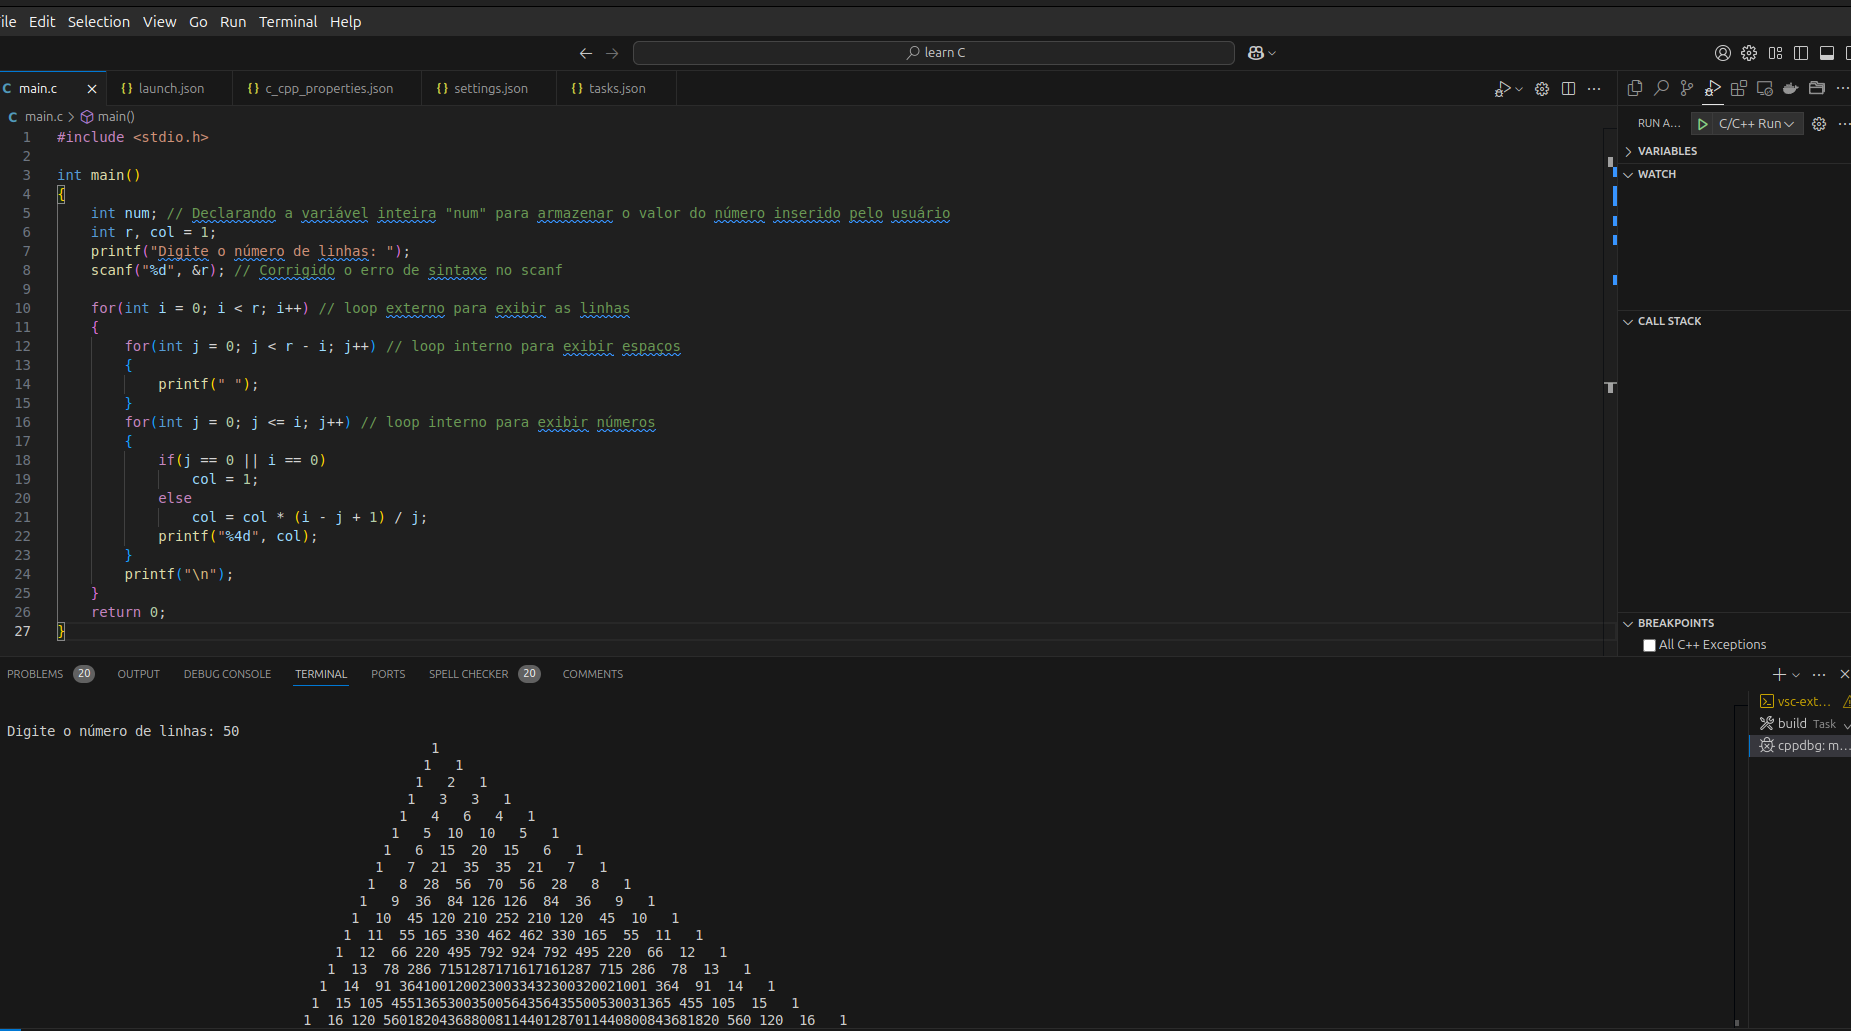 ile Edit Selection View Go Run Terminal Help
learn C
main.c launch.json c_cpp_properties.json settings.json tasks.json
main.c > main()
RUN A... C/C++ Run
1 #include <stdio.h>
2
3 int main()
4 {
5 int num; // Declarando a variável inteira "num" para armazenar o valor do número inserido pelo usuário
6 int r, col = 1;
7 printf("Digite o número de linhas: ");
8 scanf("%d", &r); // Corrigido o erro de sintaxe no scanf
9
10 for(int i = 0; i < r; i++) // loop externo para exibir as linhas
11 {
12 for(int j = 0; j < r - i; j++) // loop interno para exibir espaços
13 {
14 printf(" ");
15 }
16 for(int j = 0; j <= i; j++) // loop interno para exibir números
17 {
18 if(j == 0 || i == 0)
19 col = 1;
20 else
21 col = col * (i - j + 1) / j;
22 printf("%4d", col);
23 }
24 printf("\n");
25 }
26 return 0;
27 }
VARIABLES
WATCH
CALL STACK
BREAKPOINTS
All C++ Exceptions
PROBLEMS 20 OUTPUT DEBUG CONSOLE TERMINAL PORTS SPELL CHECKER 20 COMMENTS
vsc-ext...
build Task
cppdbg: m...
Digite o número de linhas: 50
1
1 1
1 2 1
1 3 3 1
1 4 6 4 1
1 5 10 10 5 1
1 6 15 20 15 6 1
1 7 21 35 35 21 7 1
1 8 28 56 70 56 28 8 1
1 9 36 84 126 126 84 36 9 1
1 10 45 120 210 252 210 120 45 10 1
1 11 55 165 330 462 462 330 165 55 11 1
1 12 66 220 495 792 924 792 495 220 66 12 1
1 13 78 286 7151287171617161287 715 286 78 13 1
1 14 91 3641001200230033432300320021001 364 91 14 1
1 15 105 45513653003500564356435500530031365 455 105 15 1
1 16 120 560182043688008114401287011440800843681820 560 120 16 1